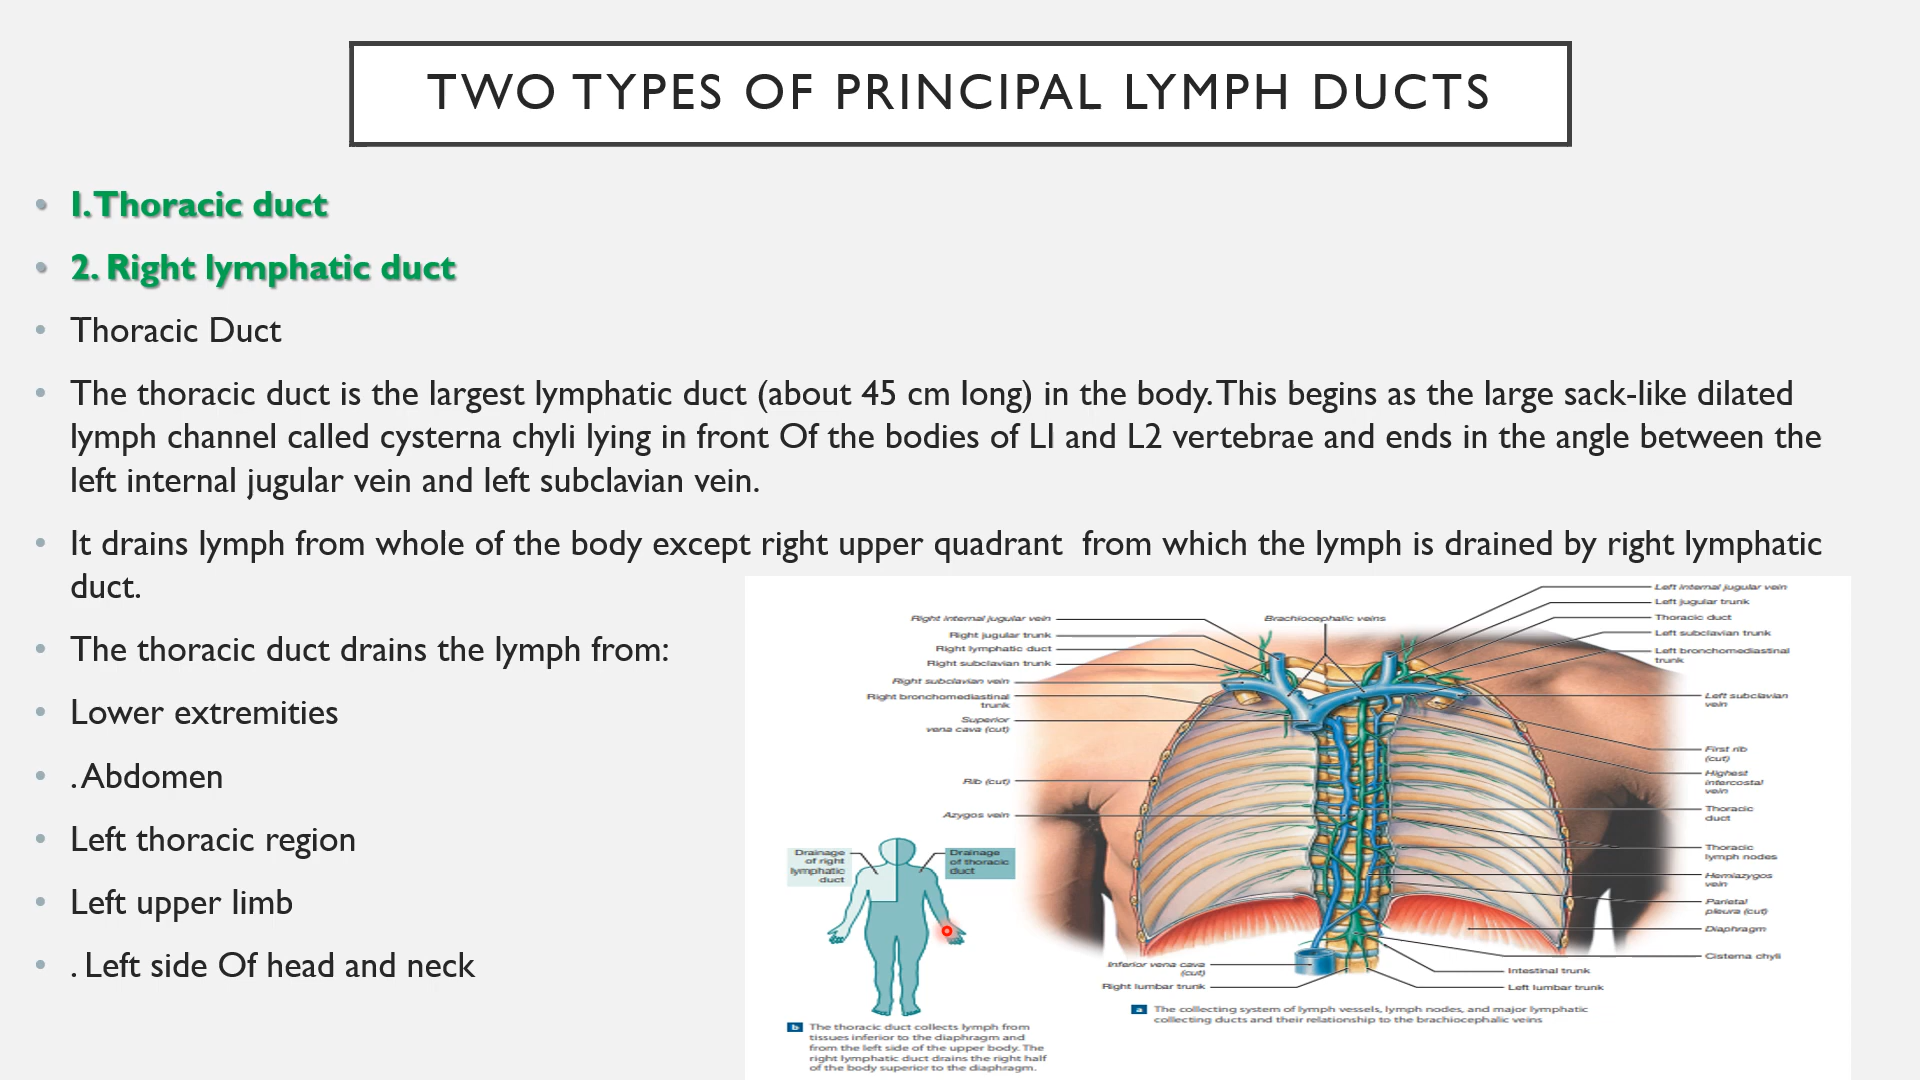 TWO TYPES OF PRINCIPAL LYMPH DUCTS
• 1. Thoracic duct
• 2. Right lymphatic duct
• Thoracic Duct
• The thoracic duct is the largest lymphatic duct (about 45 cm long) in the body. This begins as the large sack-like dilated
lymph channel called cysterna chyli lying in front Of the bodies of L1 and L2 vertebrae and ends in the angle between the
left internal jugular vein and left subclavian vein.
• It drains lymph from whole of the body except right upper quadrant from which the lymph is drained by right lymphatic
duct.
• The thoracic duct drains the lymph from:
• Lower extremities
• . Abdomen
• Left thoracic region
• Left upper limb
• . Left side Of head and neck
Right internal jugular vein
Right jugular trunk
Right lymphatic duct
Right subclavian trunk
Right subclavian vein
Right bronchomediastinal
trunk
Superior
vena cava (cut)
Rib (cut)
Azygos vein
Brachiocephalic veins
Left internal jugular vein
Left jugular trunk
Thoracic duct
Left subclavian trunk
Left bronchomediastinal
trunk
Left subclavian
vein
First rib
(cut)
Highest
intercostal
vein
Thoracic
duct
Thoracic
lymph nodes
Hemiazygos
vein
Parietal
pleura (cut)
Diaphragm
Cisterna chyli
Intestinal trunk
Left lumbar trunk
Inferior vena cava
(cut)
Right lumbar trunk
a The collecting system of lymph vessels, lymph nodes, and major lymphatic
collecting ducts and their relationship to the brachiocephalic veins
Drainage
of right
lymphatic
duct
Drainage
of thoracic
duct
b The thoracic duct collects lymph from
tissues inferior to the diaphragm and
from the left side of the upper body. The
right lymphatic duct drains the right half
of the body superior to the diaphragm.